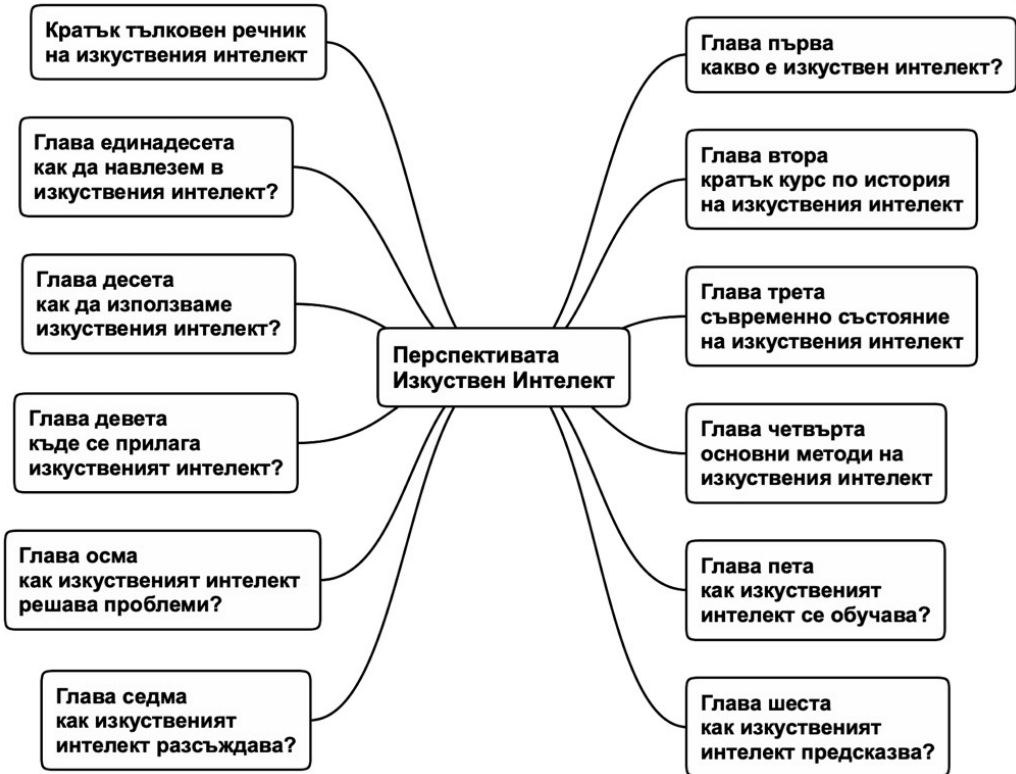 Кратък тълковен речник
на изкуствения интелект
Глава единадесета
как да навлезем в
изкуствения интелект?
Глава десета
как да използваме
изкуствения интелект?
Глава девета
къде се прилага
изкуственият интелект?
Глава осма
как изкуственият интелект
решава проблеми?
Глава седма
как изкуственият
интелект разсъждава?
Перспективата
Изкуствен Интелект
Глава първа
какво е изкуствен интелект?
Глава втора
кратък курс по история
на изкуствения интелект
Глава трета
съвременно състояние
на изкуствения интелект
Глава четвърта
основни методи на
изкуствения интелект
Глава пета
как изкуственият
интелект се обучава?
Глава шеста
как изкуственият
интелект предсказва?